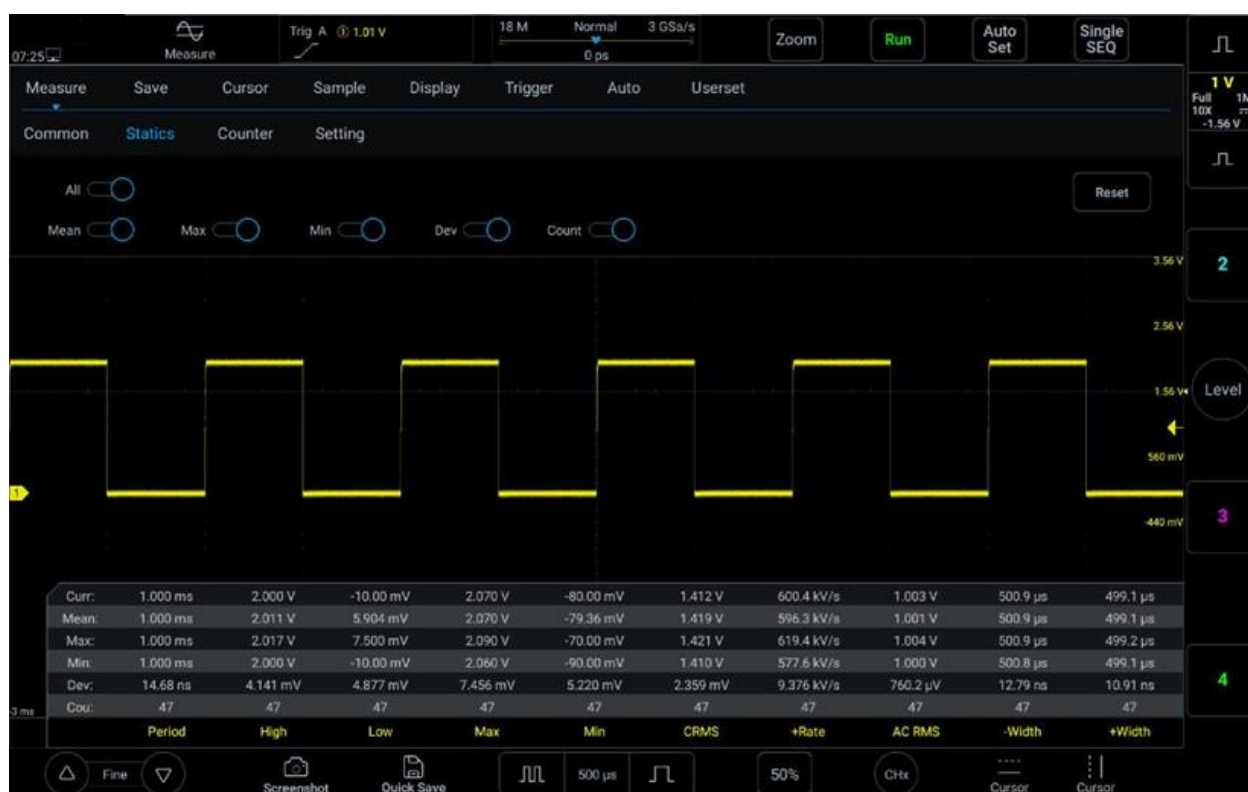 07:25
Measure
Trig A ① 1.01 V
18 M Normal 3 GSa/s
0 ps
Zoom
Run
Auto
Set
Single
SEQ
Measure Save Cursor Sample Display Trigger Auto Userset
Common Statics Counter Setting
All
Reset
Mean Max Min Dev Count
1 V
Full 1M
10X
-1.56 V
3.56 V
2
2.56 V
1.56 V
Level
560 mV
1
-440 mV
3
Curr: 1.000 ms 2.000 V -10.00 mV 2.070 V -80.00 mV 1.412 V 600.4 kV/s 1.003 V 500.9 µs 499.1 µs
Mean: 1.000 ms 2.011 V 5.904 mV 2.070 V -79.36 mV 1.419 V 596.3 kV/s 1.001 V 500.9 µs 499.1 µs
Max: 1.000 ms 2.017 V 7.500 mV 2.090 V -70.00 mV 1.421 V 619.4 kV/s 1.004 V 500.9 µs 499.2 µs
Min: 1.000 ms 2.000 V -10.00 mV 2.060 V -90.00 mV 1.410 V 577.6 kV/s 1.000 V 500.8 µs 499.1 µs
Dev: 14.68 ns 4.141 mV 4.877 mV 7.456 mV 5.220 mV 2.359 mV 9.376 kV/s 760.2 µV 12.79 ns 10.91 ns
Cou: 47 47 47 47 47 47 47 47 47 47
-3 ms
4
Period High Low Max Min CRMS +Rate AC RMS -Width +Width
Fine
Screenshot
Quick Save
500 µs
50%
CHx
Cursor
Cursor